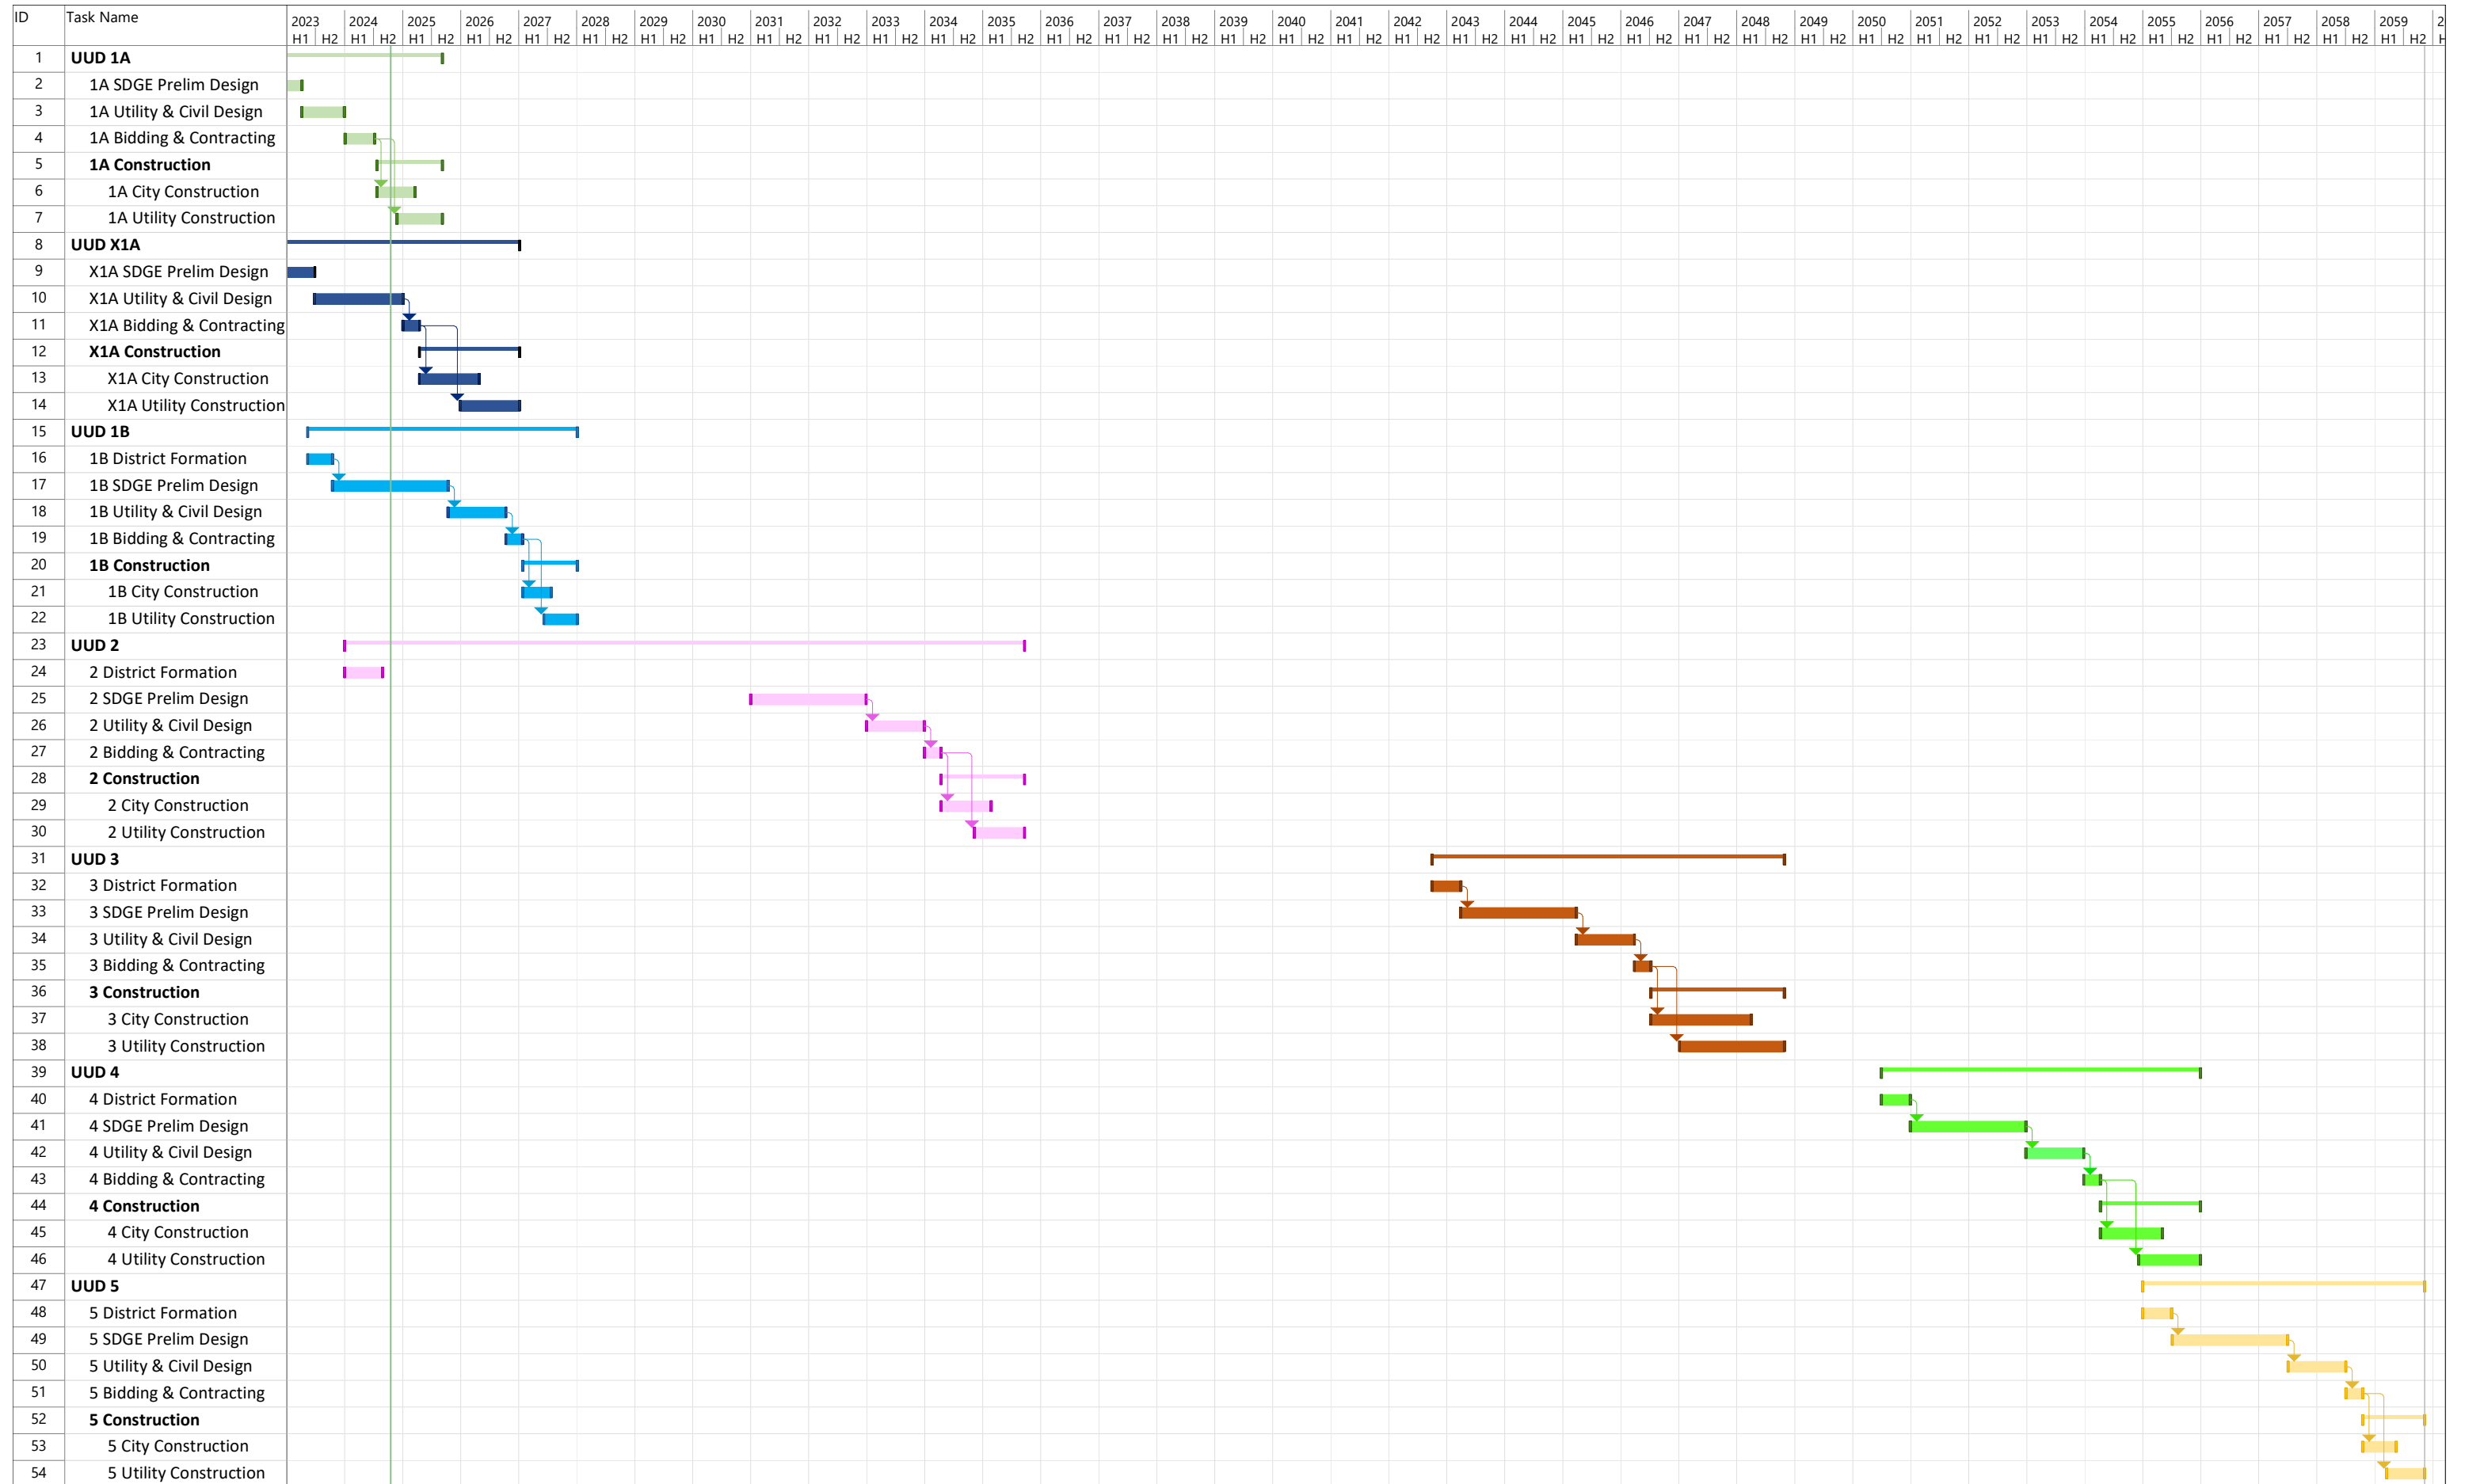 ID Task Name 2023 2024 2025 2026 2027 2028 2029 2030 2031 2032 2033 2034 2035 2036 2037 2038 2039 2040 2041 2042 2043 2044 2045 2046 2047 2048 2049 2050 2051 2052 2053 2054 2055 2056 2057 2058 2059 2
H1 H2 H1 H2 H1 H2 H1 H2 H1 H2 H1 H2 H1 H2 H1 H2 H1 H2 H1 H2 H1 H2 H1 H2 H1 H2 H1 H2 H1 H2 H1 H2 H1 H2 H1 H2 H1 H2 H1 H2 H1 H2 H1 H2 H1 H2 H1 H2 H1 H2 H1 H2 H1 H2 H1 H2 H1 H2 H1 H2 H1 H2 H1 H2 H1 H2 H1 H2 H1 H2 H1 H2 H1 H2 H
1 UUD 1A
2 1A SDGE Prelim Design
3 1A Utility & Civil Design
4 1A Bidding & Contracting
5 1A Construction
6 1A City Construction
7 1A Utility Construction
8 UUD X1A
9 X1A SDGE Prelim Design
10 X1A Utility & Civil Design
11 X1A Bidding & Contracting
12 X1A Construction
13 X1A City Construction
14 X1A Utility Construction
15 UUD 1B
16 1B District Formation
17 1B SDGE Prelim Design
18 1B Utility & Civil Design
19 1B Bidding & Contracting
20 1B Construction
21 1B City Construction
22 1B Utility Construction
23 UUD 2
24 2 District Formation
25 2 SDGE Prelim Design
26 2 Utility & Civil Design
27 2 Bidding & Contracting
28 2 Construction
29 2 City Construction
30 2 Utility Construction
31 UUD 3
32 3 District Formation
33 3 SDGE Prelim Design
34 3 Utility & Civil Design
35 3 Bidding & Contracting
36 3 Construction
37 3 City Construction
38 3 Utility Construction
39 UUD 4
40 4 District Formation
41 4 SDGE Prelim Design
42 4 Utility & Civil Design
43 4 Bidding & Contracting
44 4 Construction
45 4 City Construction
46 4 Utility Construction
47 UUD 5
48 5 District Formation
49 5 SDGE Prelim Design
50 5 Utility & Civil Design
51 5 Bidding & Contracting
52 5 Construction
53 5 City Construction
54 5 Utility Construction